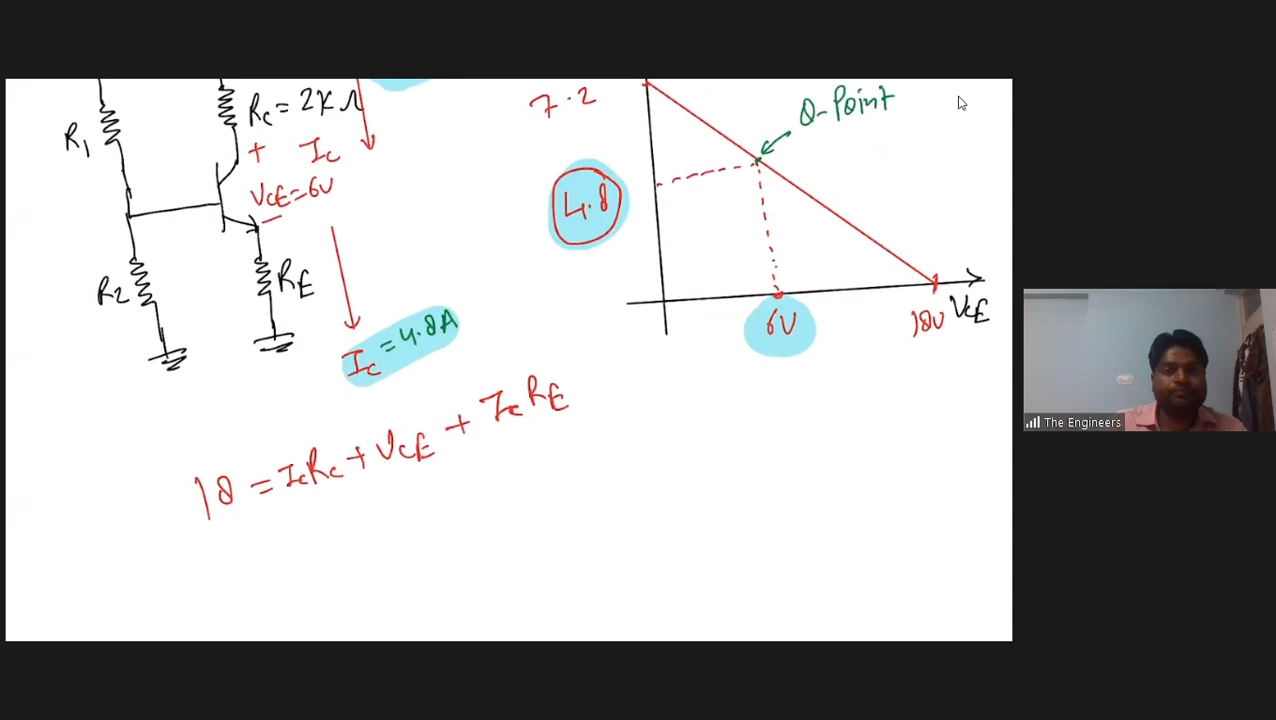 R1
RC = 2KΩ
+ IC
VCE=6V
−
R2
RE
IC = 4.8A
7.2
4.8
Q-Point
6V
18V
VCE
18 = ICRC + VCE + ICRE
The Engineers